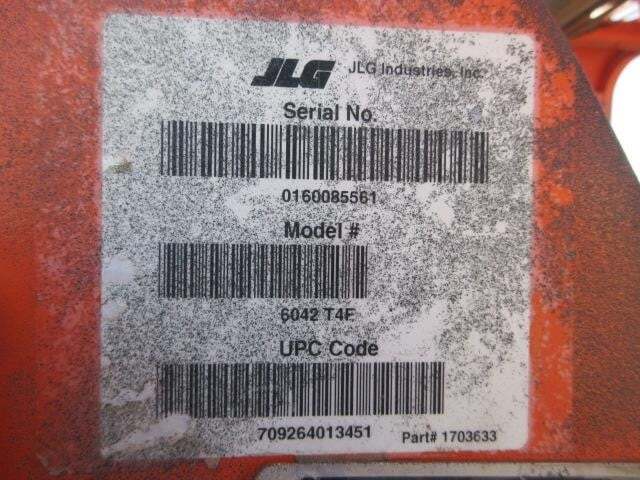 JLG JLG Industries, Inc.
Serial No.
0160085561
Model #
6042 T4F
UPC Code
709264013451 Part# 1703633